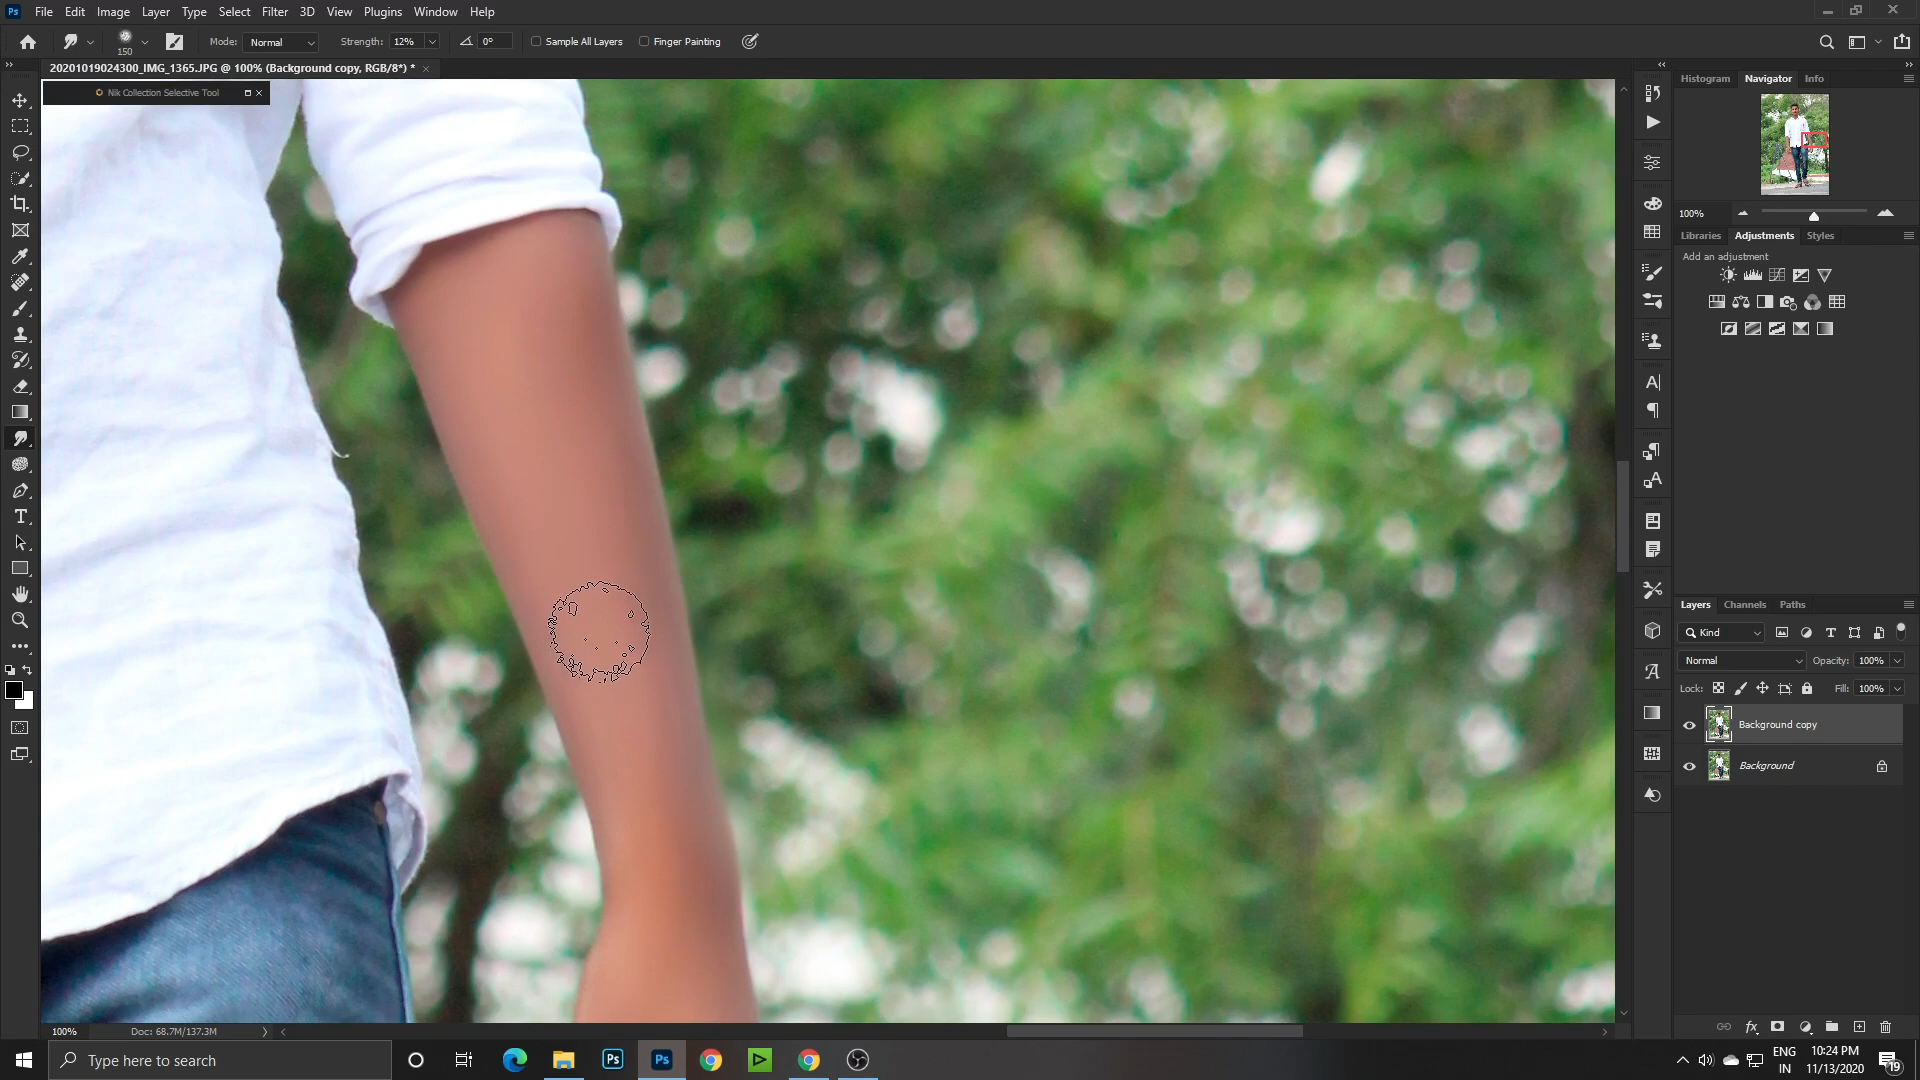 Ps File Edit Image Layer Type Select Filter 3D View Plugins Window Help
150 Mode: Normal Strength: 12% 0° Sample All Layers Finger Painting
20201019024300_IMG_1365.JPG @ 100% (Background copy, RGB/8*) * ×
Nik Collection Selective Tool
Histogram Navigator Info
100%
Libraries Adjustments Styles
Add an adjustment
Layers Channels Paths
Kind
Normal Opacity: 100%
Lock: Fill: 100%
Background copy
Background
100% Doc: 68.7M/137.3M
Type here to search
Ps
Ps
ENG
IN
10:24 PM
11/13/2020
19